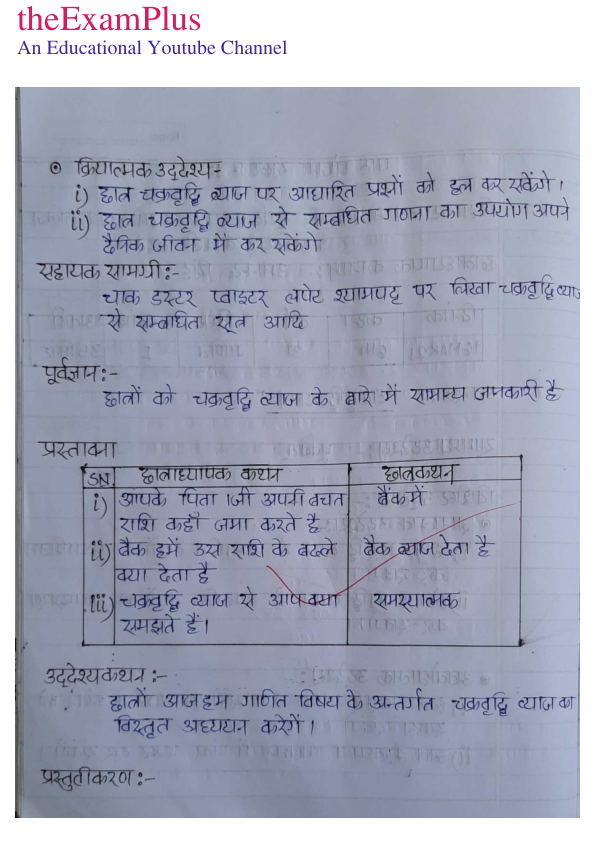 theExamPlus
An Educational Youtube Channel
⊙ क्रियात्मक उद्देश्य-
i) छात्र चक्रवृद्धि ब्याज पर आधारित प्रश्नों को हल कर सकेंगे।
ii) छात्र चक्रवृद्धि ब्याज से सम्बंधित गणना का उपयोग अपने
दैनिक जीवन में कर सकेंगे
सहायक सामग्री:-
चाक डस्टर प्वाइंटर लपेट श्यामपट्ट पर लिखा चक्रवृद्धि ब्याज
से सम्बंधित सूत्र आदि
पूर्वज्ञान:-
छात्रों को चक्रवृद्धि ब्याज के बारे में सामान्य जानकारी है
प्रस्तावना
SN छात्राध्यापक कथन छात्रकथन
i) आपके पिता जी अपनी बचत बैंक में
राशि कहाँ जमा करते है
ii) बैंक हमें उस राशि के बदले बैंक ब्याज देता है
क्या देता है
iii) चक्रवृद्धि ब्याज से आप क्या समस्यात्मक
समझते हैं।
उद्देश्यकथन:-
छात्रों आज हम गणित विषय के अन्तर्गत चक्रवृद्धि ब्याज का
विस्तृत अध्ययन करेगें।
प्रस्तुतीकरण:-